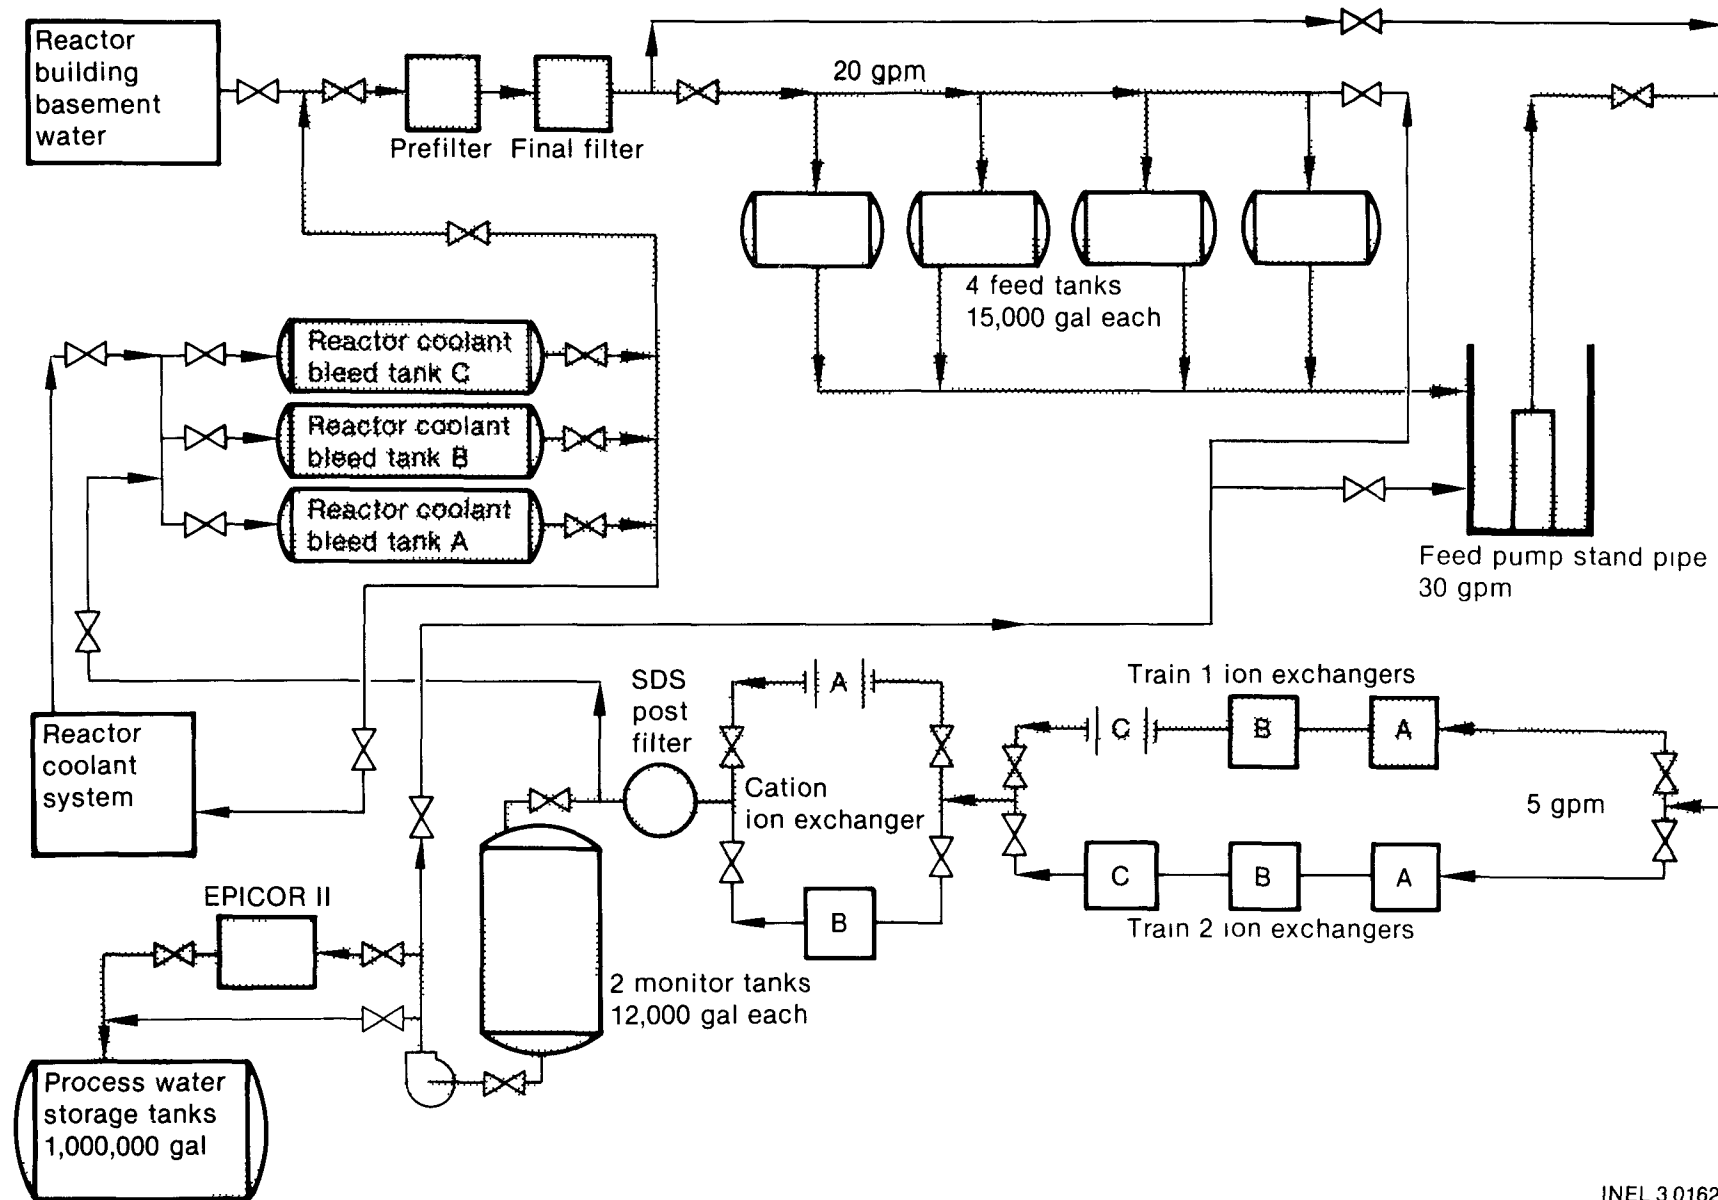 Reactor
building
basement
water
Prefilter
Final filter
20 gpm
4 feed tanks
15,000 gal each
Reactor coolant
bleed tank C
Reactor coolant
bleed tank B
Reactor coolant
bleed tank A
Feed pump stand pipe
30 gpm
Reactor
coolant
system
SDS
post
filter
A
Cation
ion exchanger
B
Train 1 ion exchangers
C
B
A
5 gpm
C
B
A
Train 2 ion exchangers
EPICOR II
2 monitor tanks
12,000 gal each
Process water
storage tanks
1,000,000 gal
INEL 3 0162